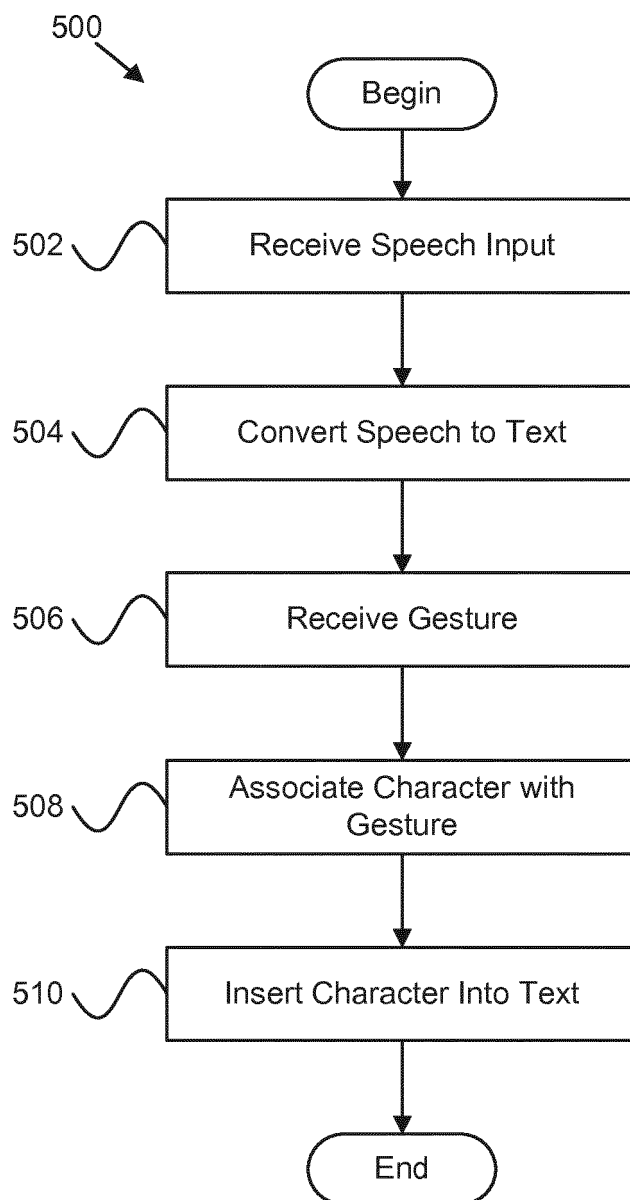 500
Begin
502
Receive Speech Input
504
Convert Speech to Text
506
Receive Gesture
508
Associate Character with
Gesture
510
Insert Character Into Text
End